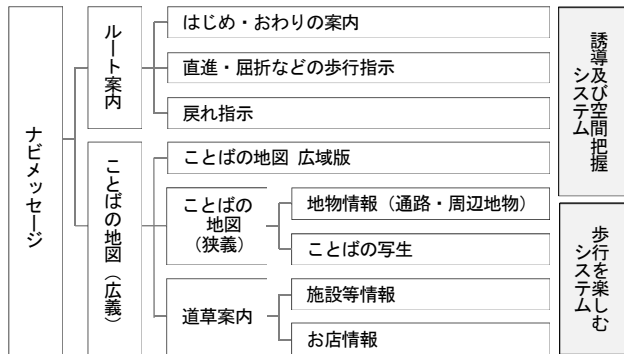 ナビメッセージ
ルート案内
はじめ・おわりの案内
直進・屈折などの歩行指示
戻れ指示
ことばの地図（広義）
ことばの地図 広域版
ことばの
地図
（狭義）
地物情報（通路・周辺地物）
ことばの写生
道草案内
施設等情報
お店情報
誘導及び空間把握
システム
歩行を楽しむ
システム